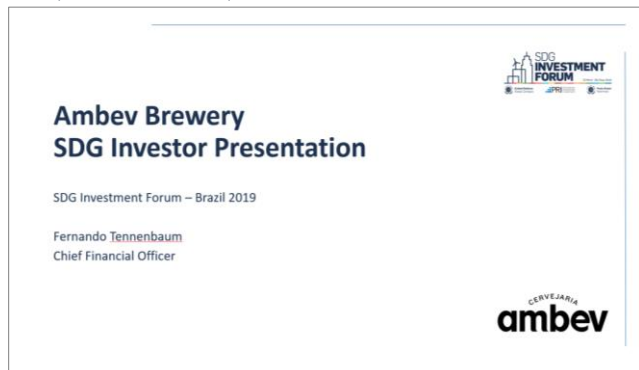 SDG
INVESTMENT
FORUM
PRI
Ambev Brewery
SDG Investor Presentation
SDG Investment Forum – Brazil 2019
Fernando Tennenbaum
Chief Financial Officer
CERVEJARIA
ambev